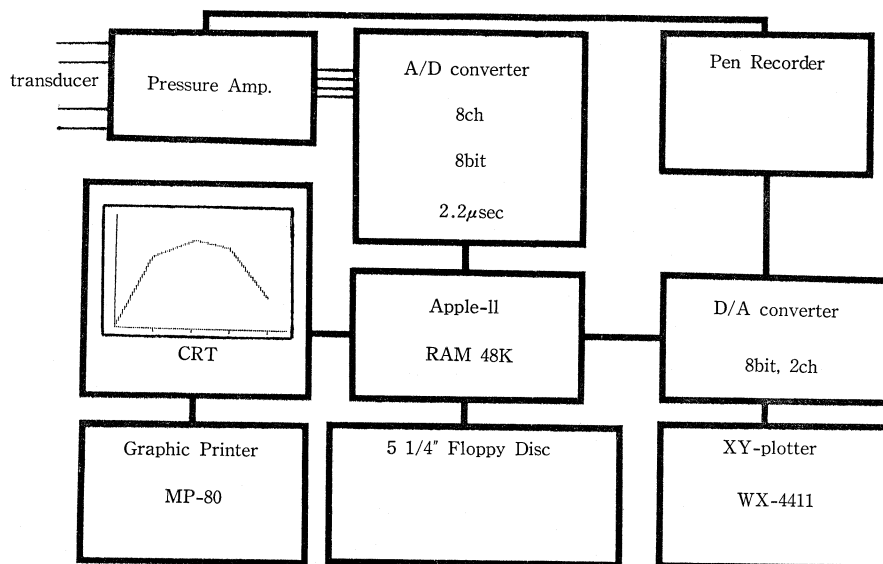 transducer
Pressure Amp.
A/D converter
8ch
8bit
2.2μsec
Pen Recorder
CRT
Apple-II
RAM 48K
D/A converter
8bit, 2ch
Graphic Printer
MP-80
5 1/4" Floppy Disc
XY-plotter
WX-4411